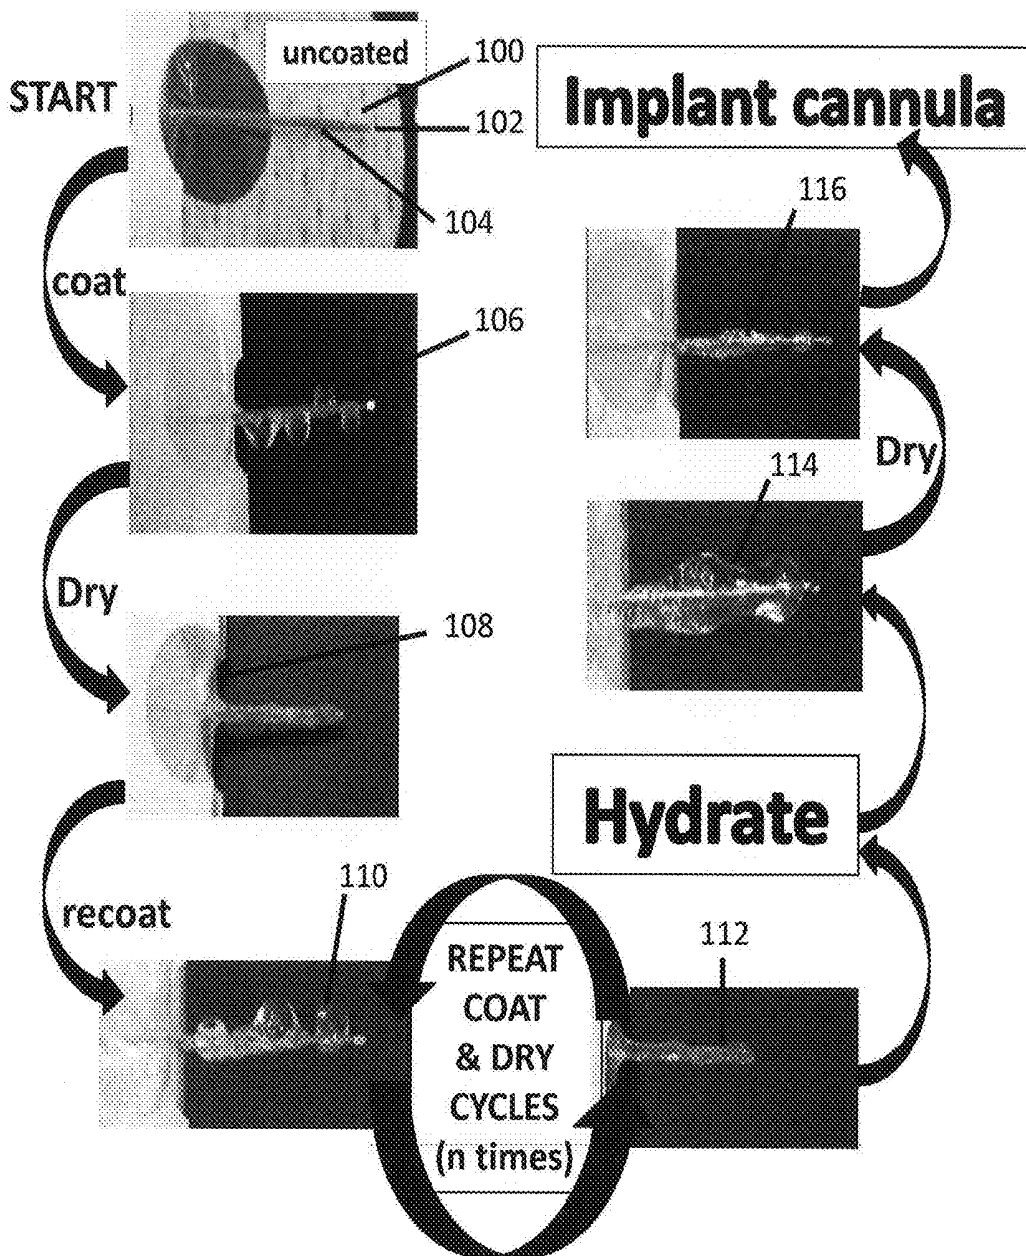 START
uncoated
100
102
104
coat
106
Dry
108
recoat
110
REPEAT
COAT
& DRY
CYCLES
(n times)
112
Hydrate
114
Dry
116
Implant cannula